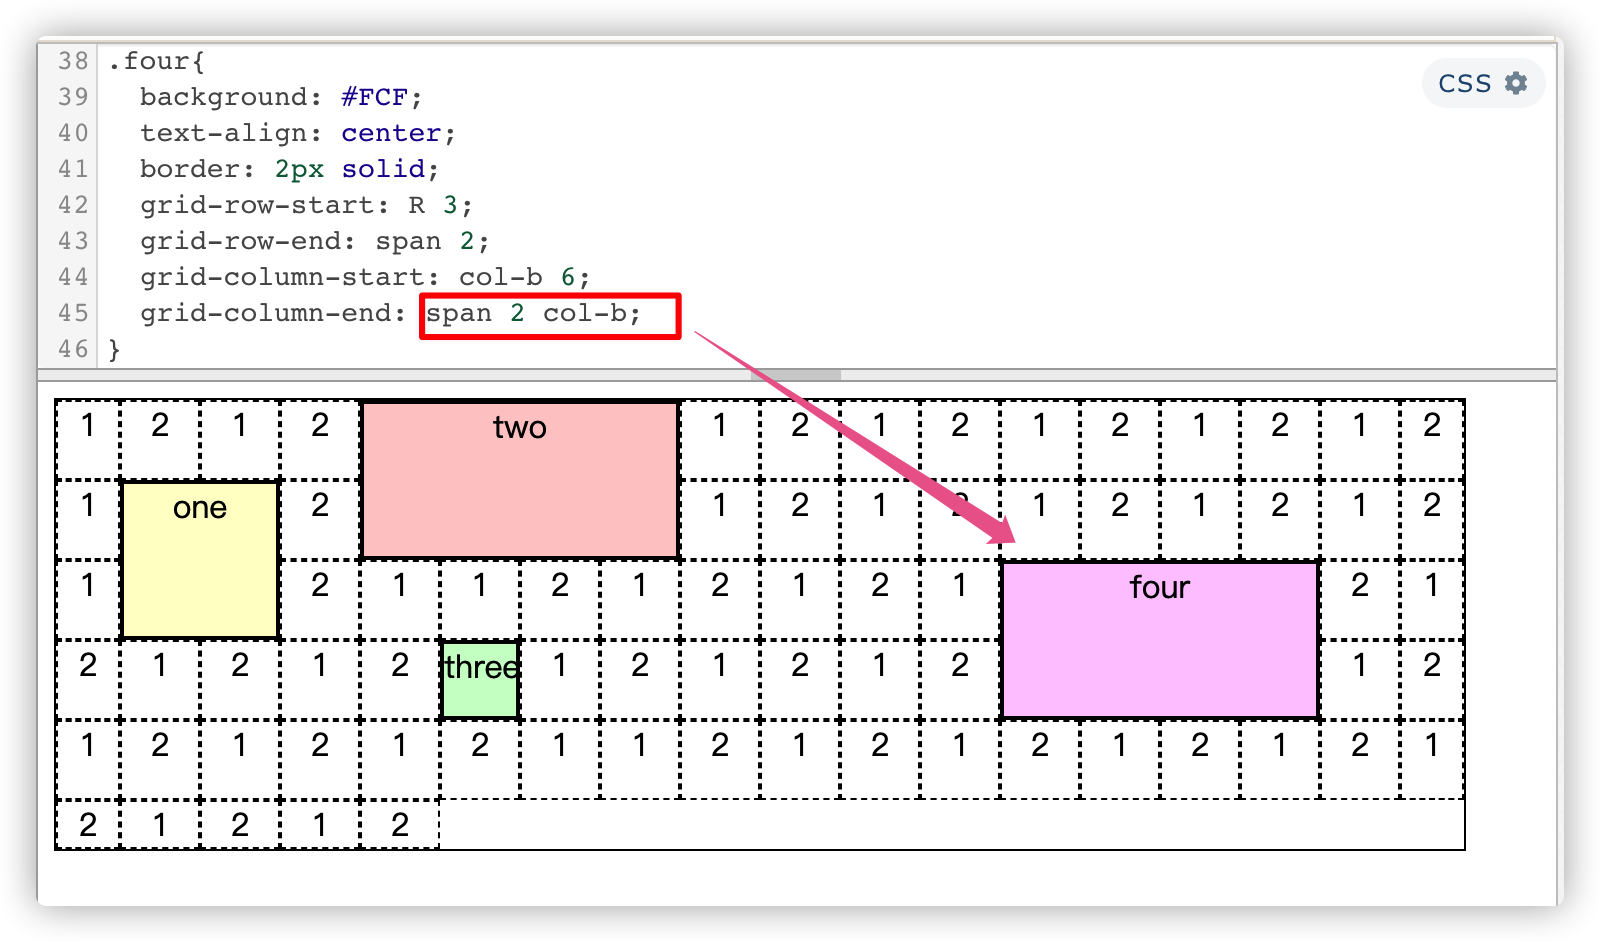 38 .four{
CSS
39 background: #FCF;
40 text-align: center;
41 border: 2px solid;
42 grid-row-start: R 3;
43 grid-row-end: span 2;
44 grid-column-start: col-b 6;
45 grid-column-end: span 2 col-b;
46 }
1 2 1 2 two 1 2 1 2 1 2 1 2 1 2
1 one 2 1 2 1 2 1 2 1 2 1 2
1 2 1 1 2 1 2 1 2 1 four 2 1
2 1 2 1 2 three 1 2 1 2 1 2 1 2
1 2 1 2 1 2 1 1 2 1 2 1 2 1 2 1 2 1
2 1 2 1 2